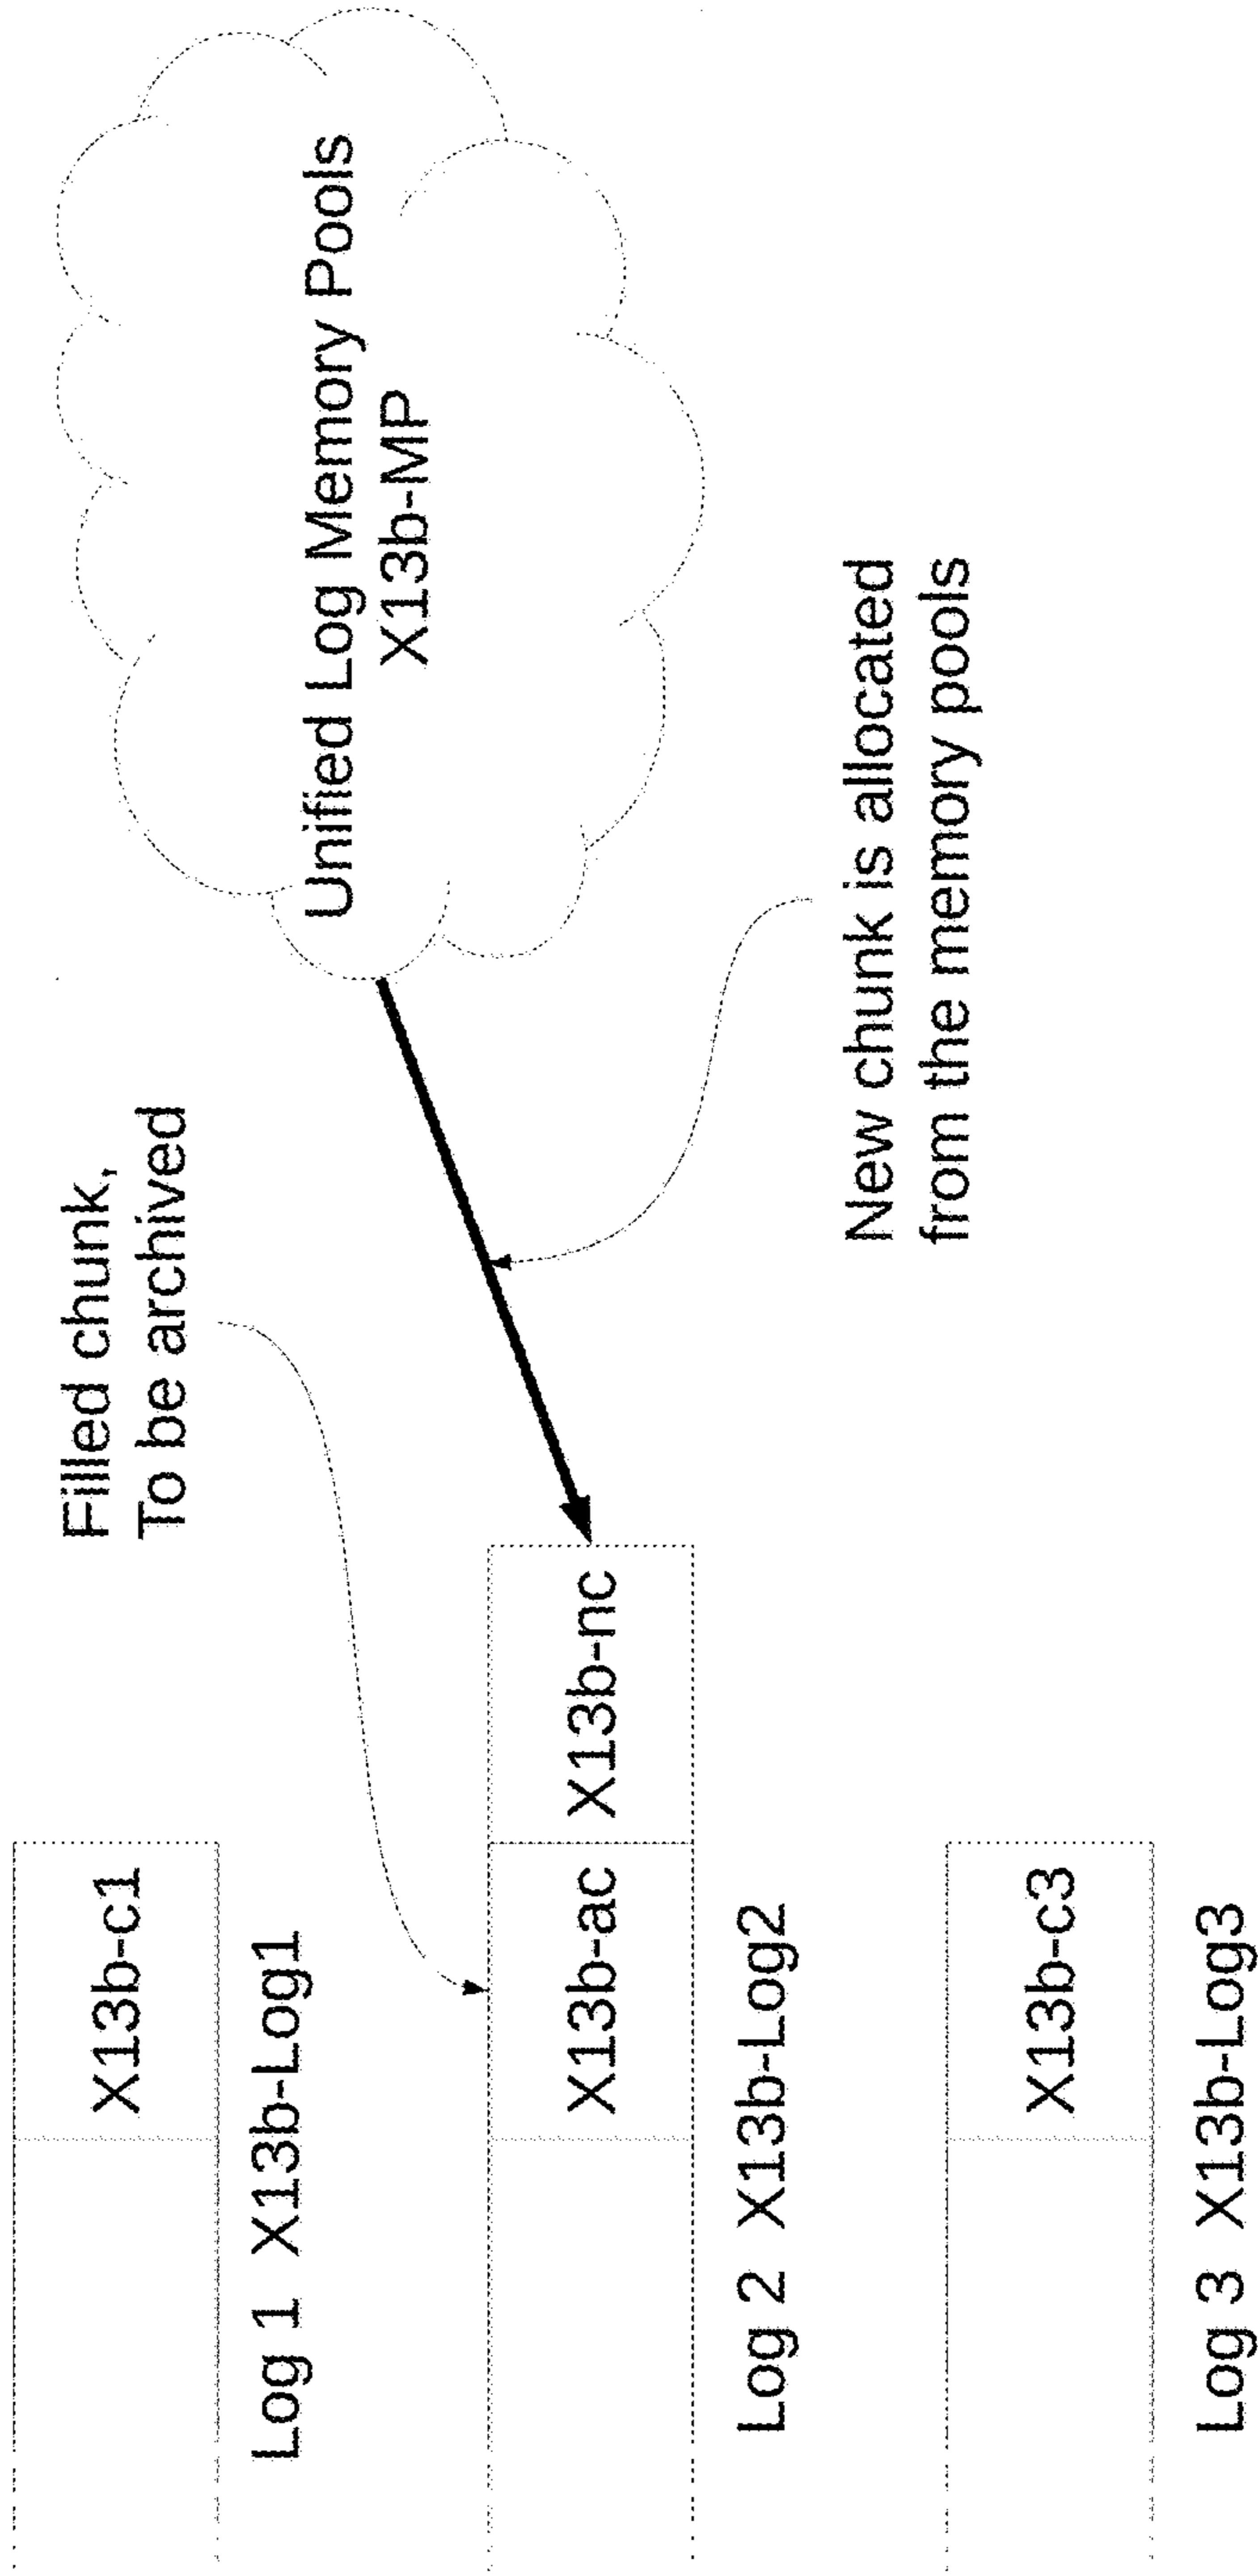 X13b-c1
Log 1  X13b-Log1
Filled chunk,
To be archived
Unified Log Memory Pools
X13b-MP
X13b-ac
X13b-nc
Log 2  X13b-Log2
New chunk is allocated
from the memory pools
X13b-c3
Log 3  X13b-Log3